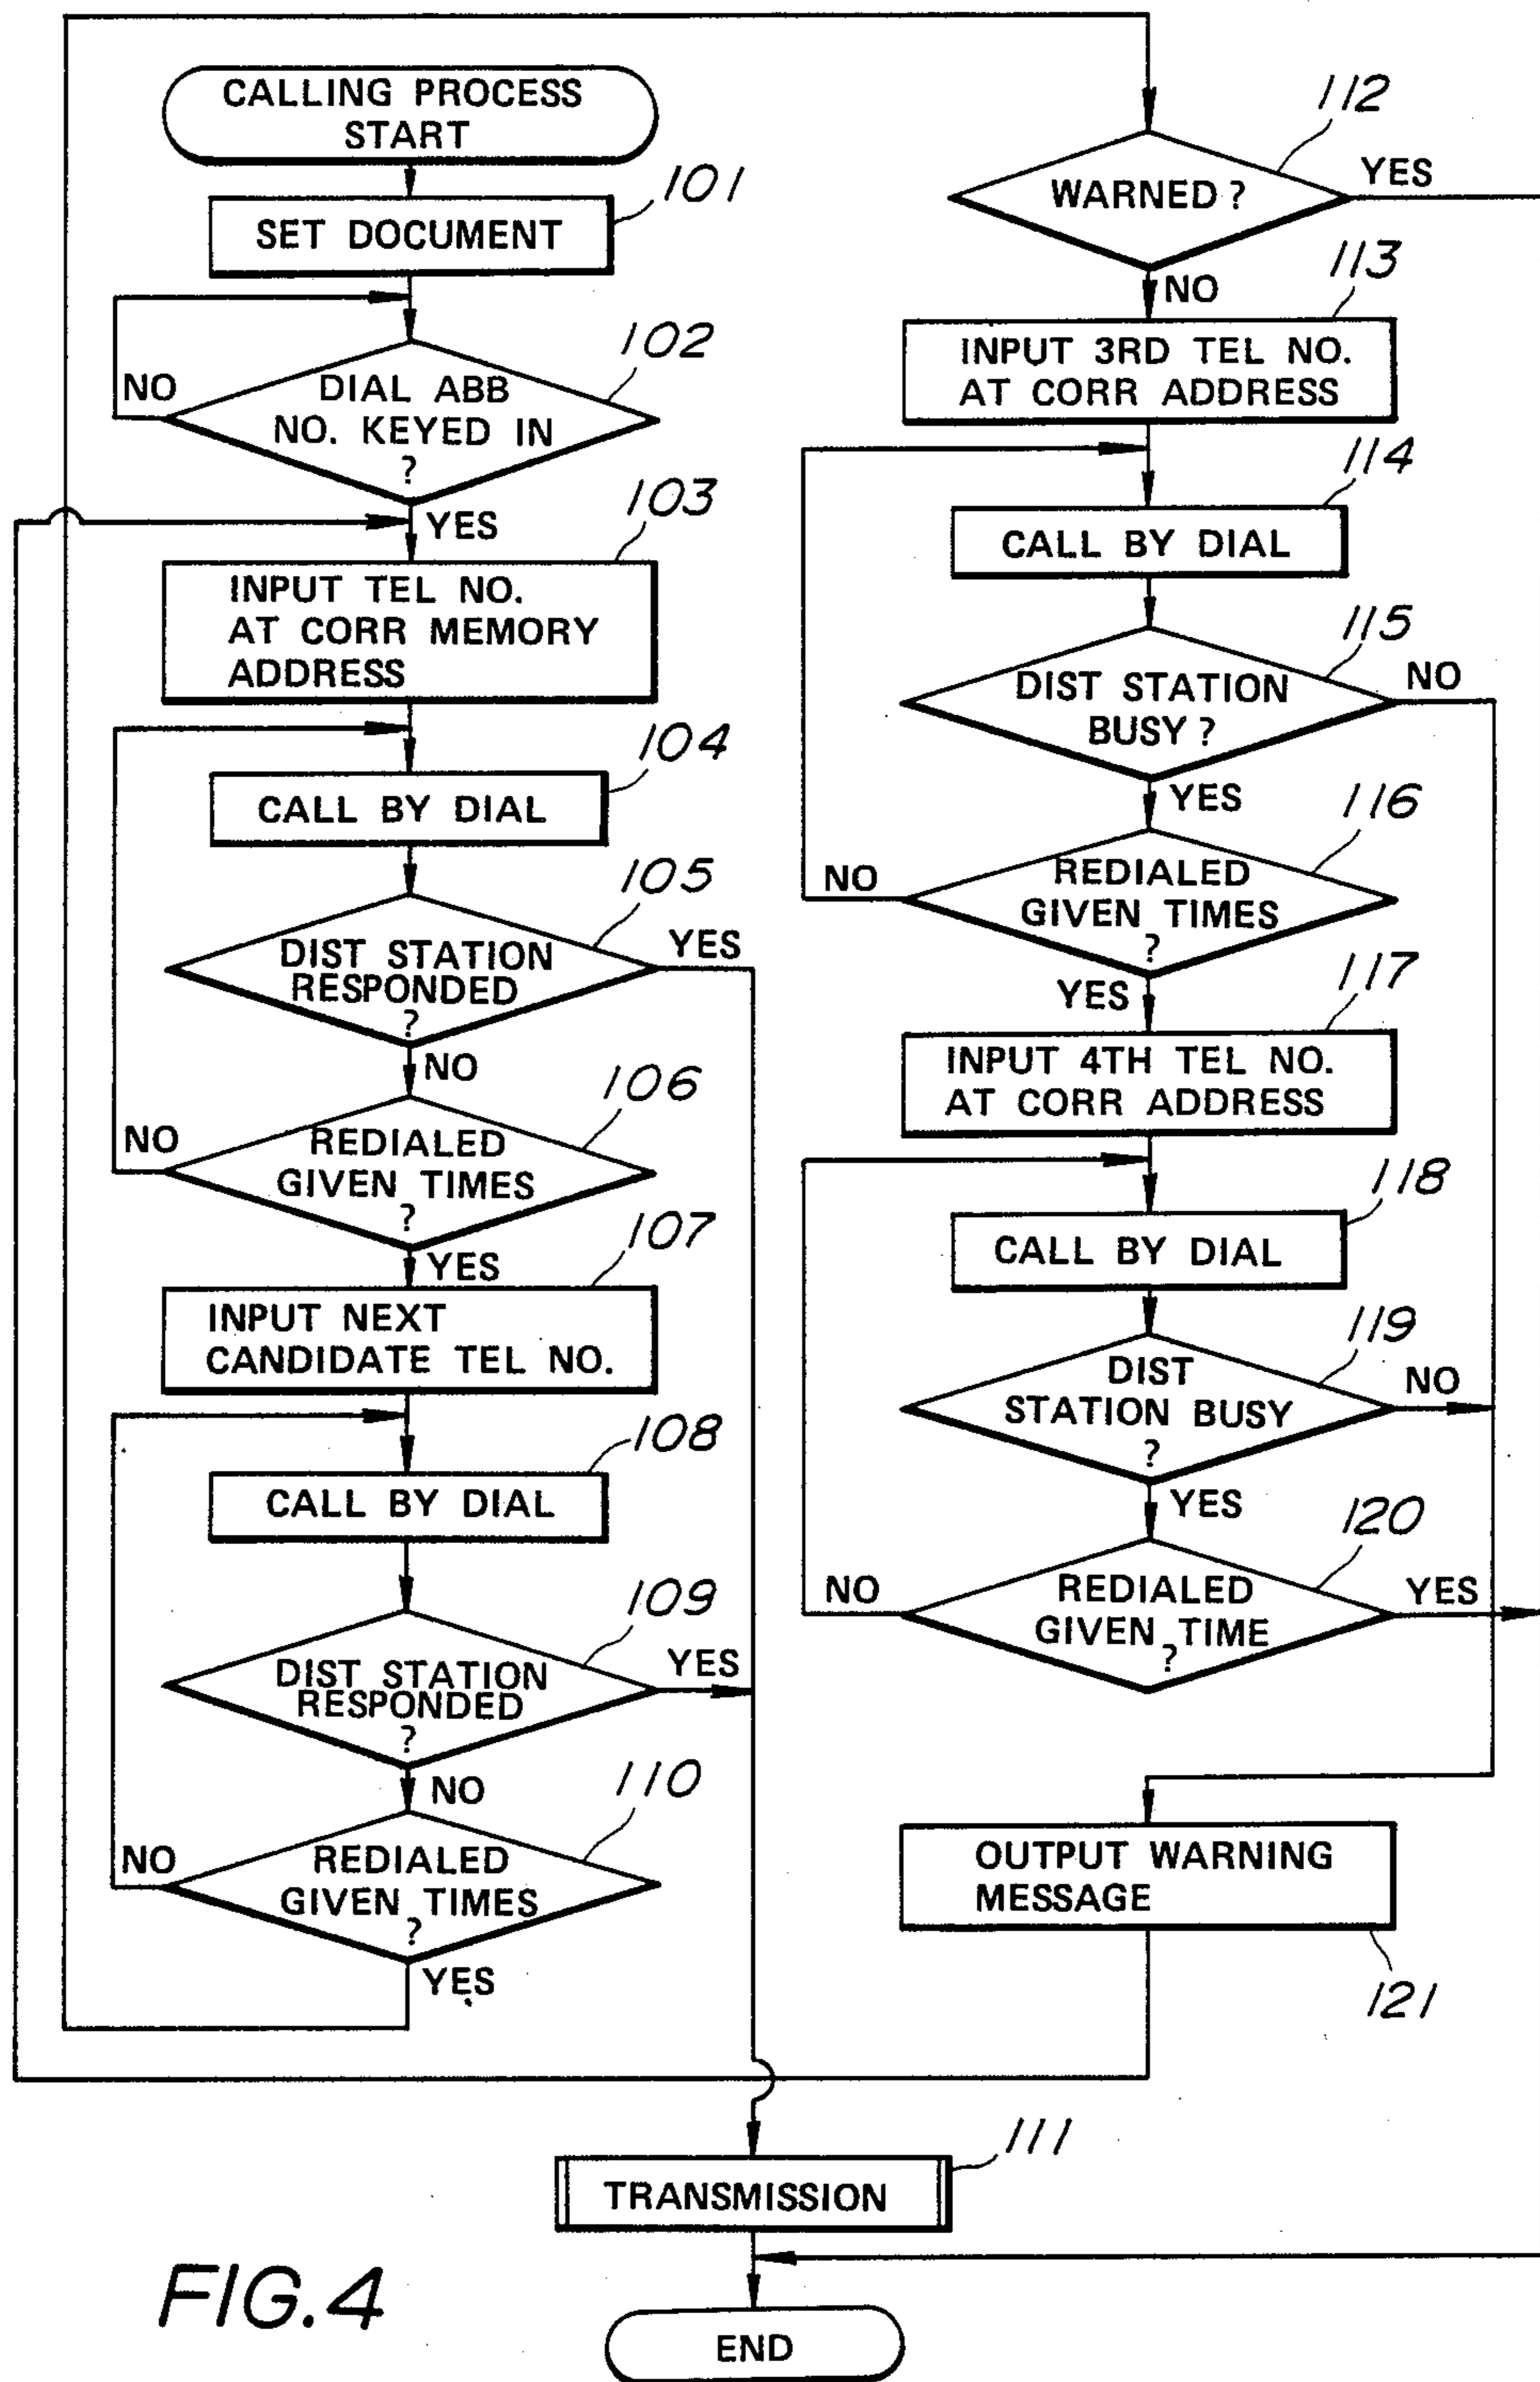 CALLING PROCESS
START
101
SET DOCUMENT
102
NO
DIAL ABB
NO. KEYED IN
?
103
YES
INPUT TEL NO.
AT CORR MEMORY
ADDRESS
104
CALL BY DIAL
105
YES
DIST STATION
RESPONDED
?
NO
106
NO
REDIALED
GIVEN TIMES
?
107
YES
INPUT NEXT
CANDIDATE TEL NO.
108
CALL BY DIAL
109
YES
DIST STATION
RESPONDED
?
NO
110
NO
REDIALED
GIVEN TIMES
?
YES
112
YES
WARNED ?
113
NO
INPUT 3RD TEL NO.
AT CORR ADDRESS
114
CALL BY DIAL
115
NO
DIST STATION
BUSY ?
YES
116
NO
REDIALED
GIVEN TIMES
?
117
YES
INPUT 4TH TEL NO.
AT CORR ADDRESS
118
CALL BY DIAL
119
NO
DIST
STATION BUSY
?
YES
120
NO
YES
REDIALED
GIVEN TIME
?
OUTPUT WARNING
MESSAGE
121
111
TRANSMISSION
FIG.4
END